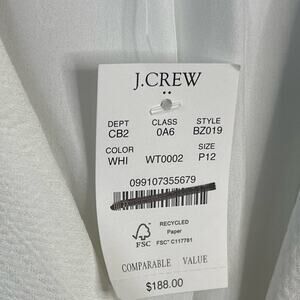 J.CREW
DEPT CLASS STYLE
CB2 0A6 BZ019
COLOR SIZE
WHI WT0002 P12
099107355679
RECYCLED
Paper
FSC FSC® C117781
COMPARABLE VALUE
$188.00